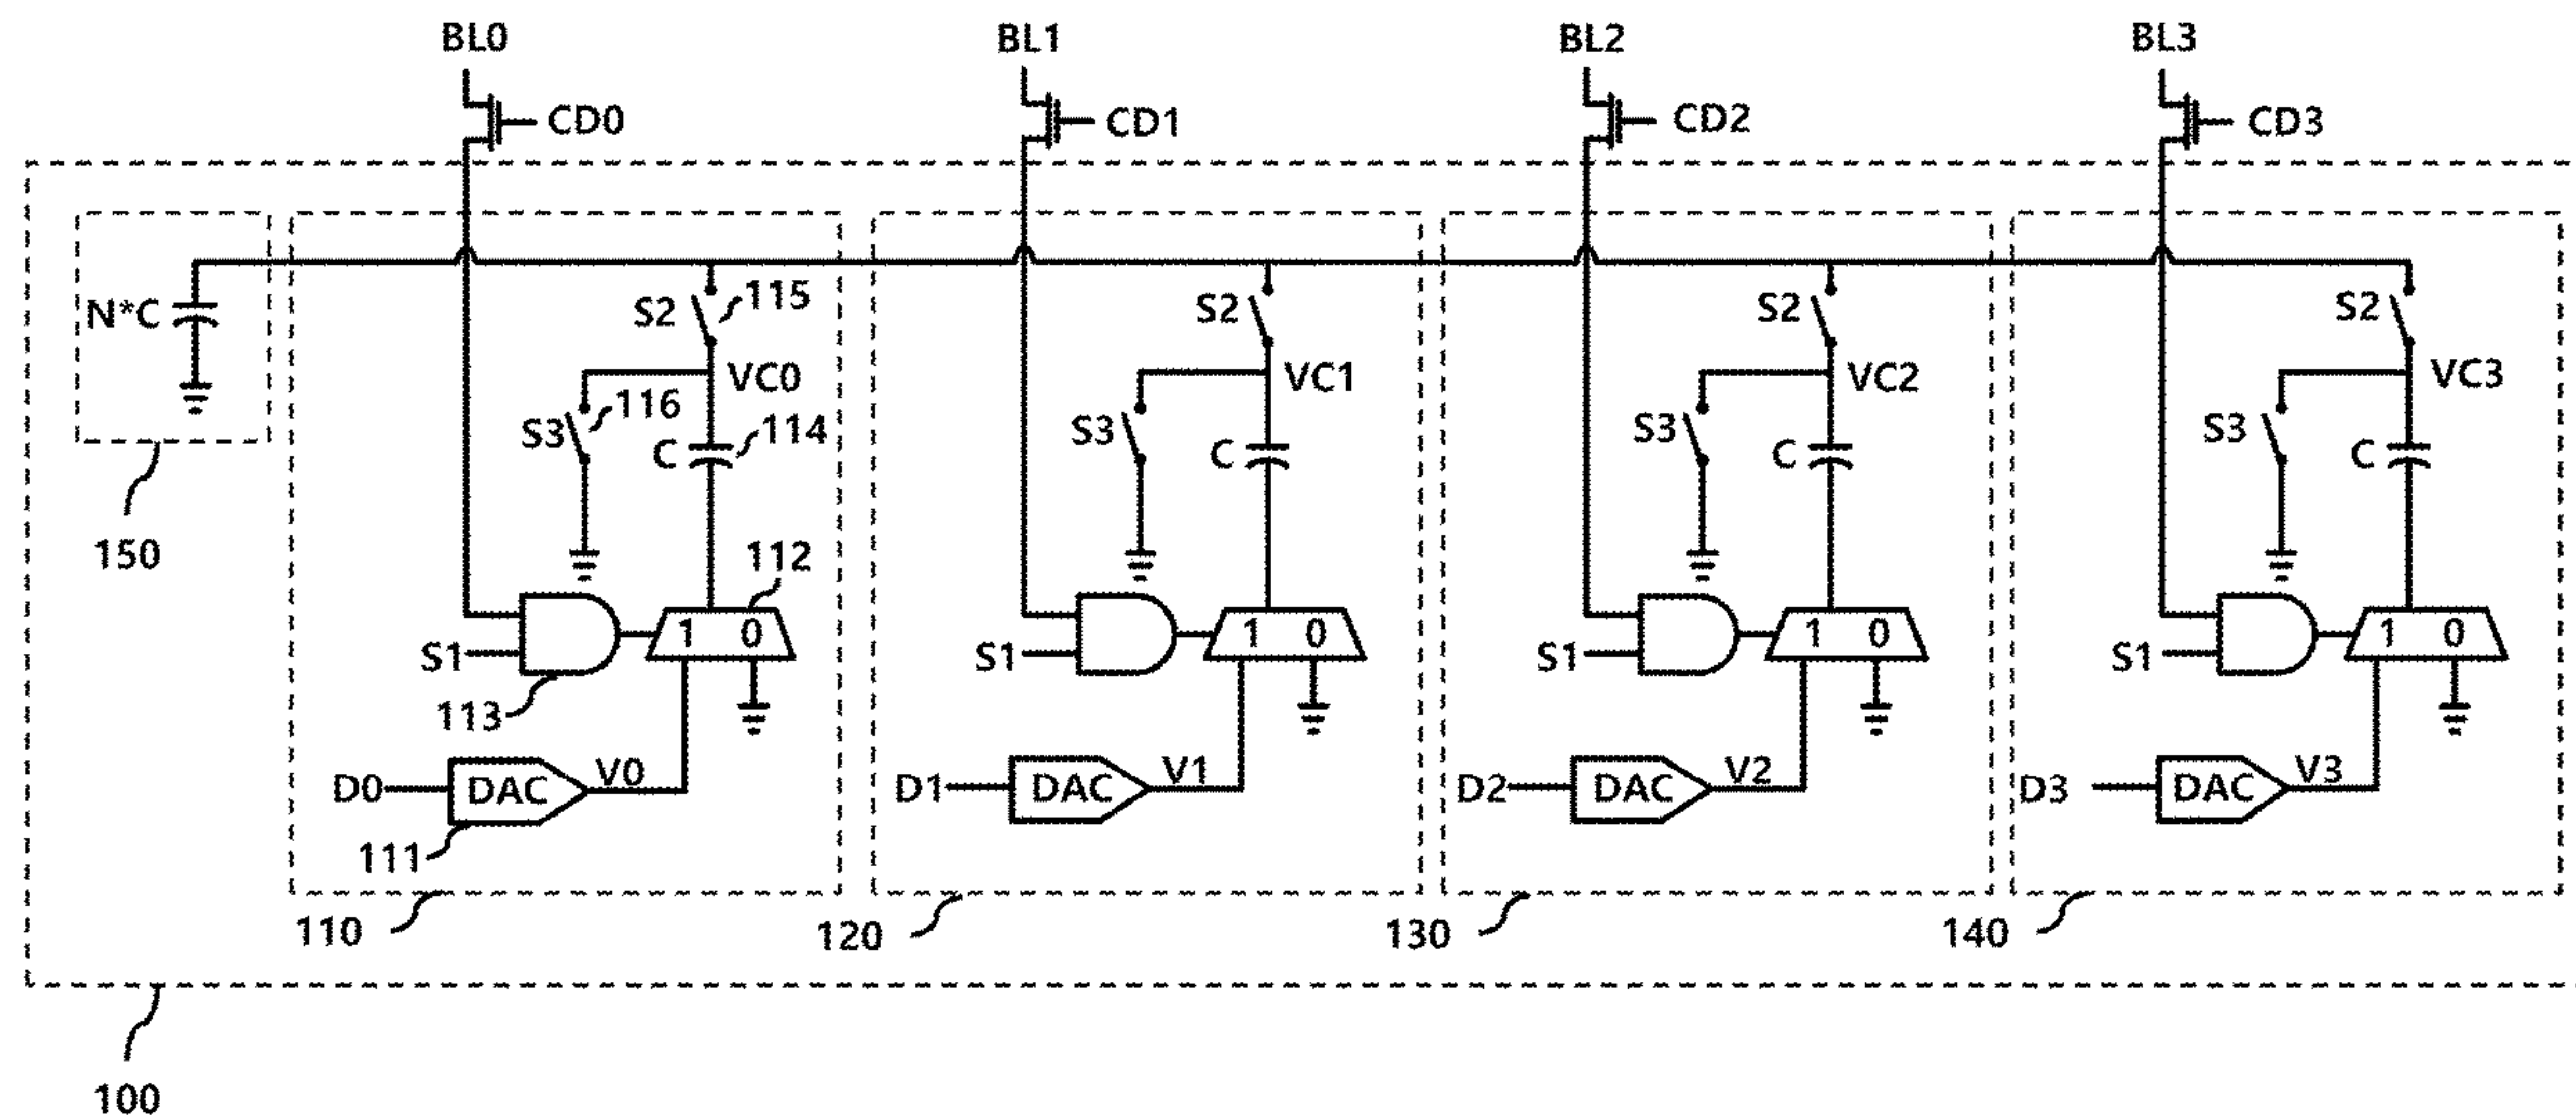 BL0 BL1 BL2 BL3
CD0 CD1 CD2 CD3
N*C S2 115 S2 S2 S2
VC0 VC1 VC2 VC3
S3 116 C 114 S3 C S3 C S3 C
150 112
1 0 1 0 1 0 1 0
S1 S1 S1 S1
113
D0 DAC V0 D1 DAC V1 D2 DAC V2 D3 DAC V3
111
110 120 130 140
100